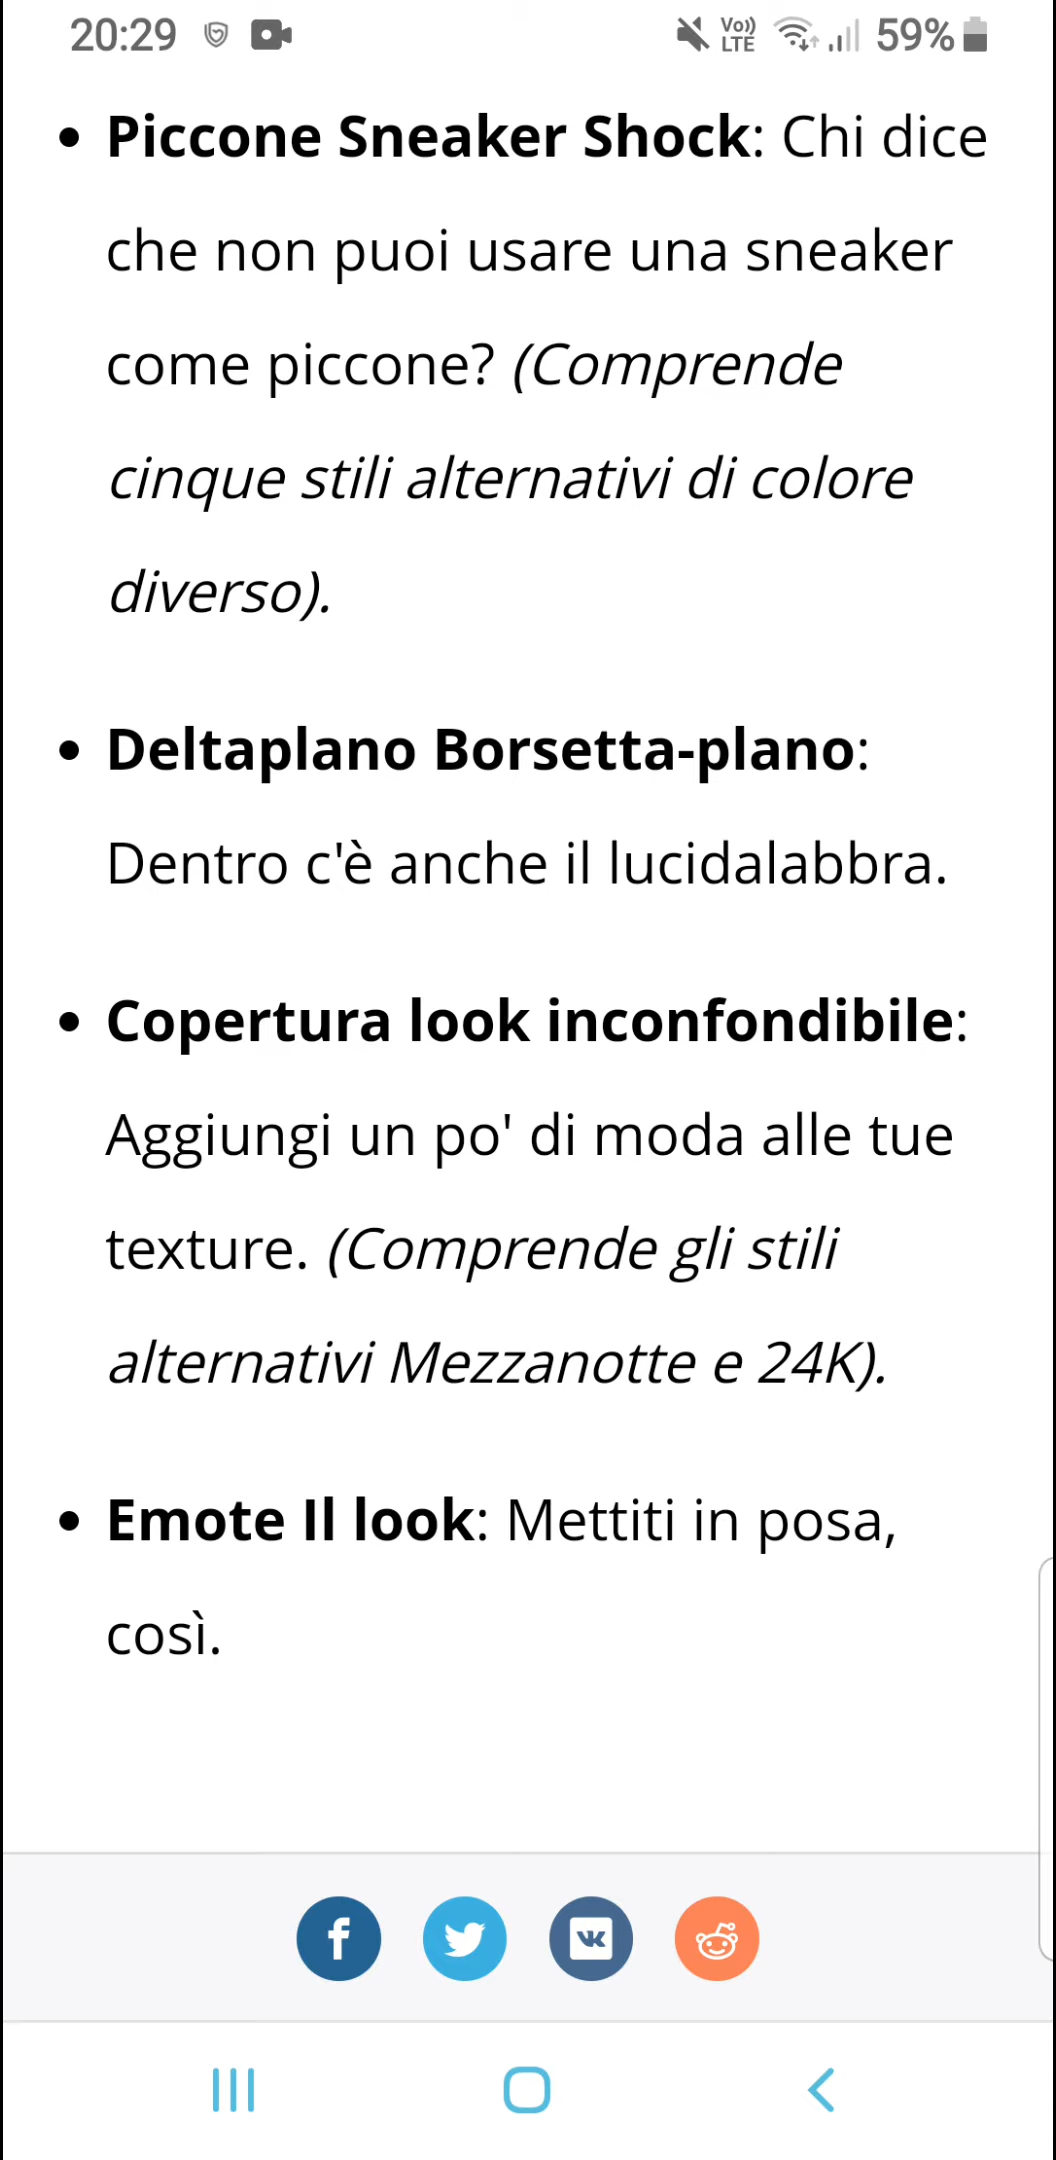 20:29 Vo)) LTE 59%
Piccone Sneaker Shock: Chi dice
che non puoi usare una sneaker
come piccone? (Comprende
cinque stili alternativi di colore
diverso).
Deltaplano Borsetta-plano:
Dentro c'è anche il lucidalabbra.
Copertura look inconfondibile:
Aggiungi un po' di moda alle tue
texture. (Comprende gli stili
alternativi Mezzanotte e 24K).
Emote Il look: Mettiti in posa,
così.